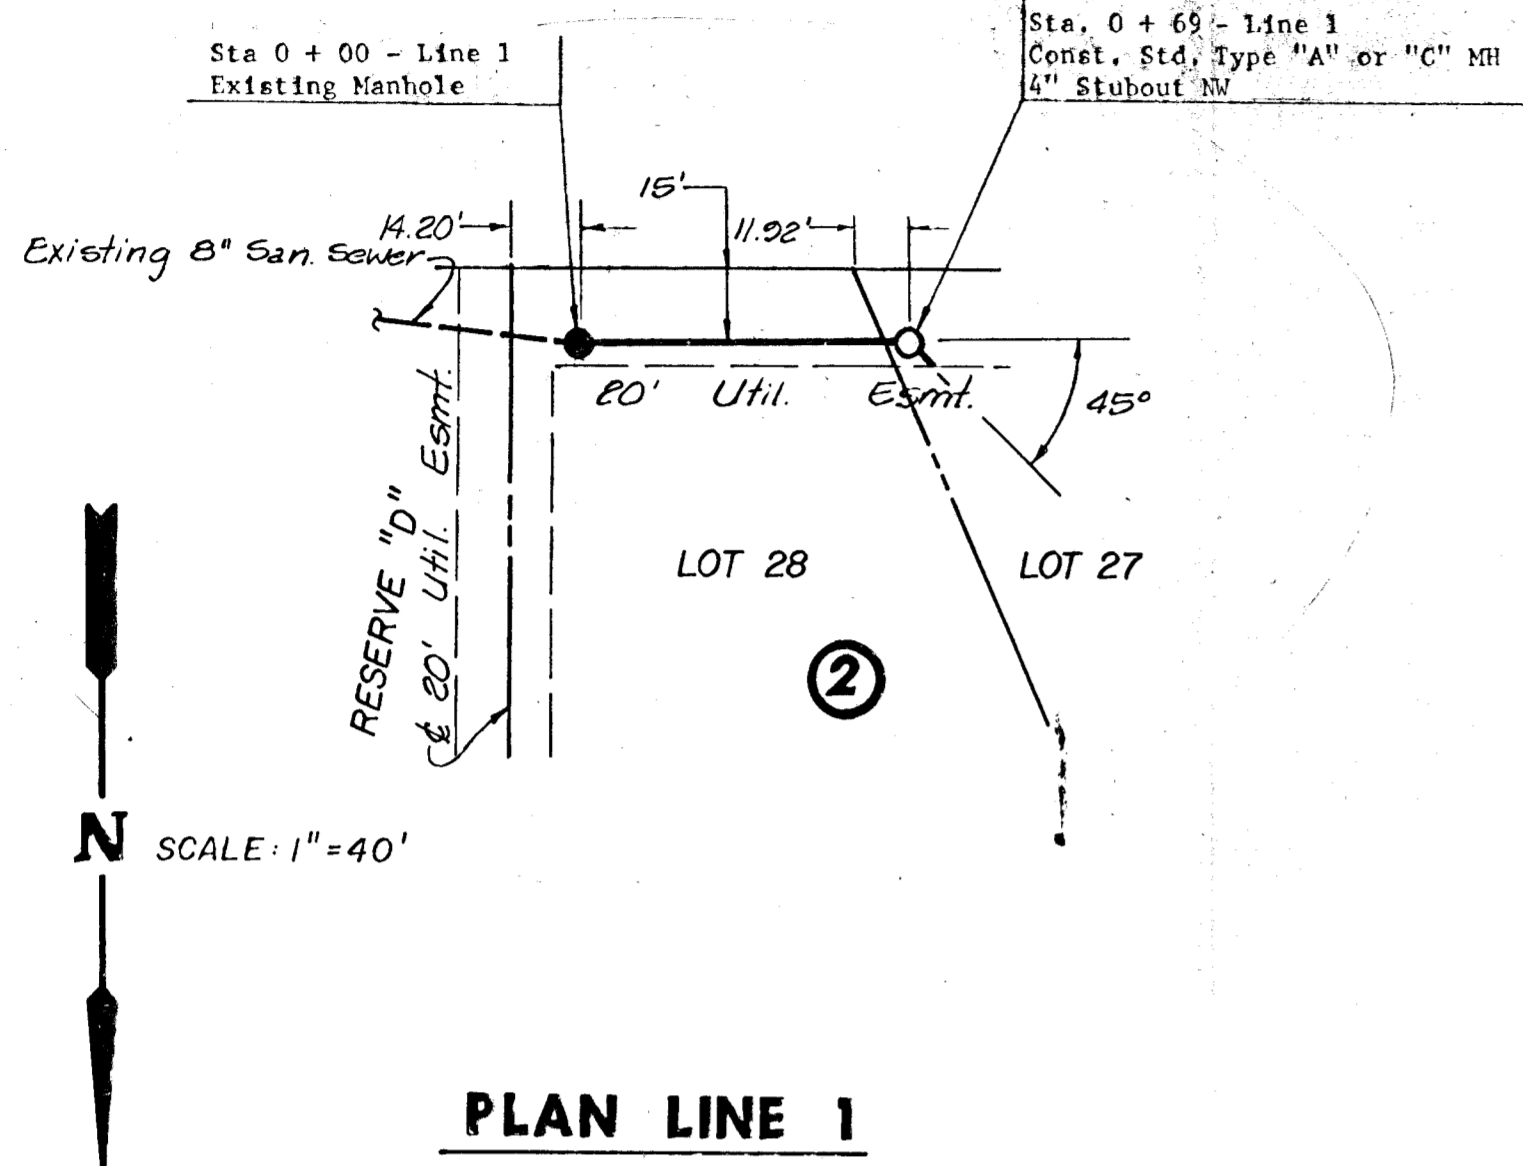 Sta 0 + 00 - Line 1
Existing Manhole
Sta. 0 + 69 - Line 1
Const. Std. Type "A" or "C" MH
4" Stubout NW
15'
14.20'
11.92'
Existing 8" San. Sewer
20' Util. Esmt.
45°
RESERVE "D"
℄ 20' Util. Esmt.
LOT 28
LOT 27
2
N
SCALE: 1"=40'
PLAN LINE 1